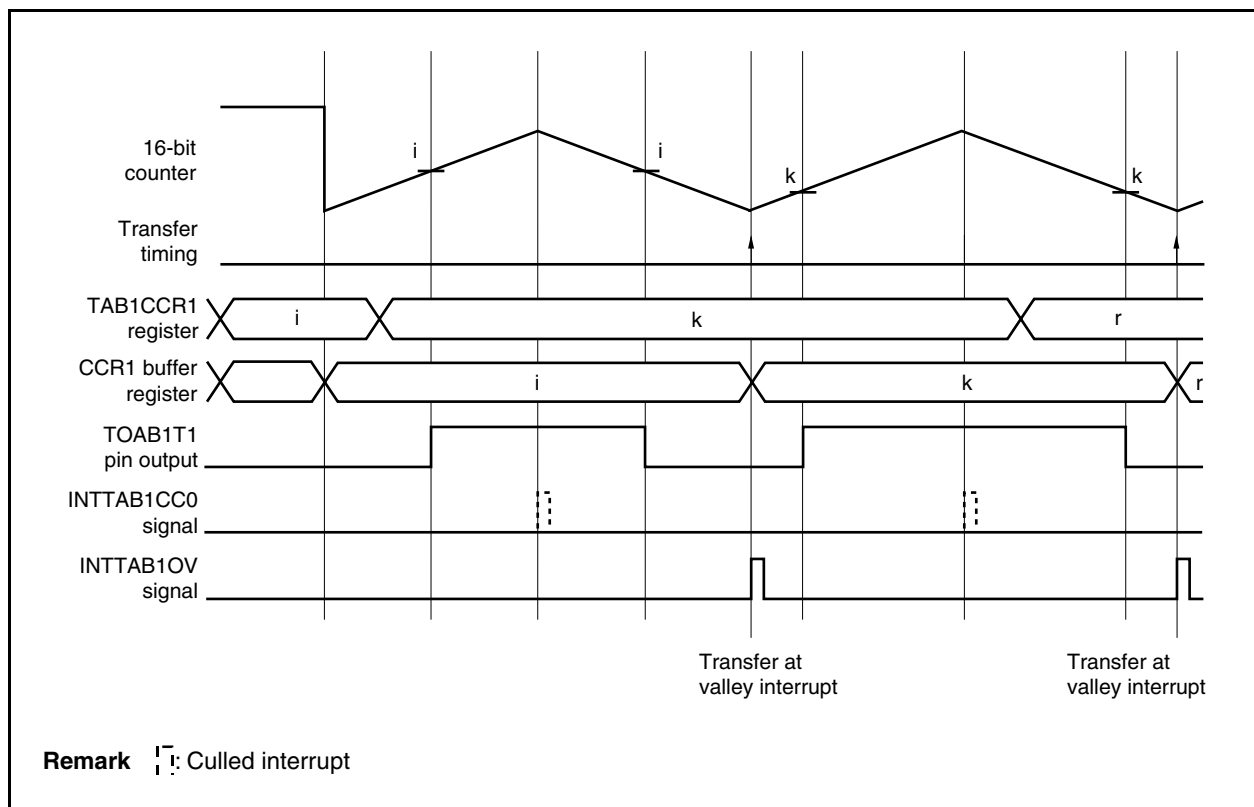 16-bit
counter
i
i
k
k
Transfer
timing
TAB1CCR1
register
i
k
r
CCR1 buffer
register
i
k
r
TOAB1T1
pin output
INTTAB1CC0
signal
INTTAB1OV
signal
Transfer at
valley interrupt
Transfer at
valley interrupt
Remark : Culled interrupt